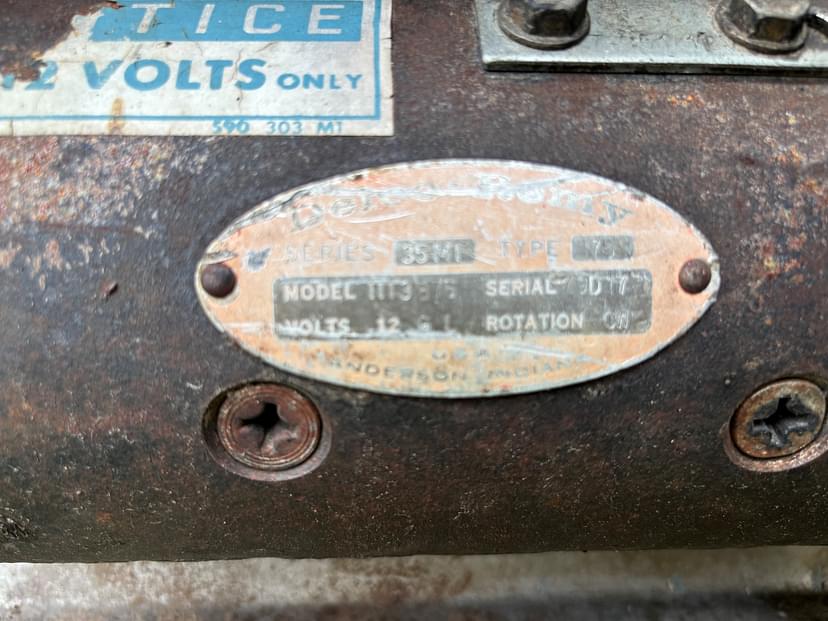 TICE
12 VOLTS ONLY
590 303 MT
Delco-Remy
SERIES 35MT TYPE
MODEL SERIAL
VOLTS 12 ROTATION CW
U.S.A.
ANDERSON INDIANA